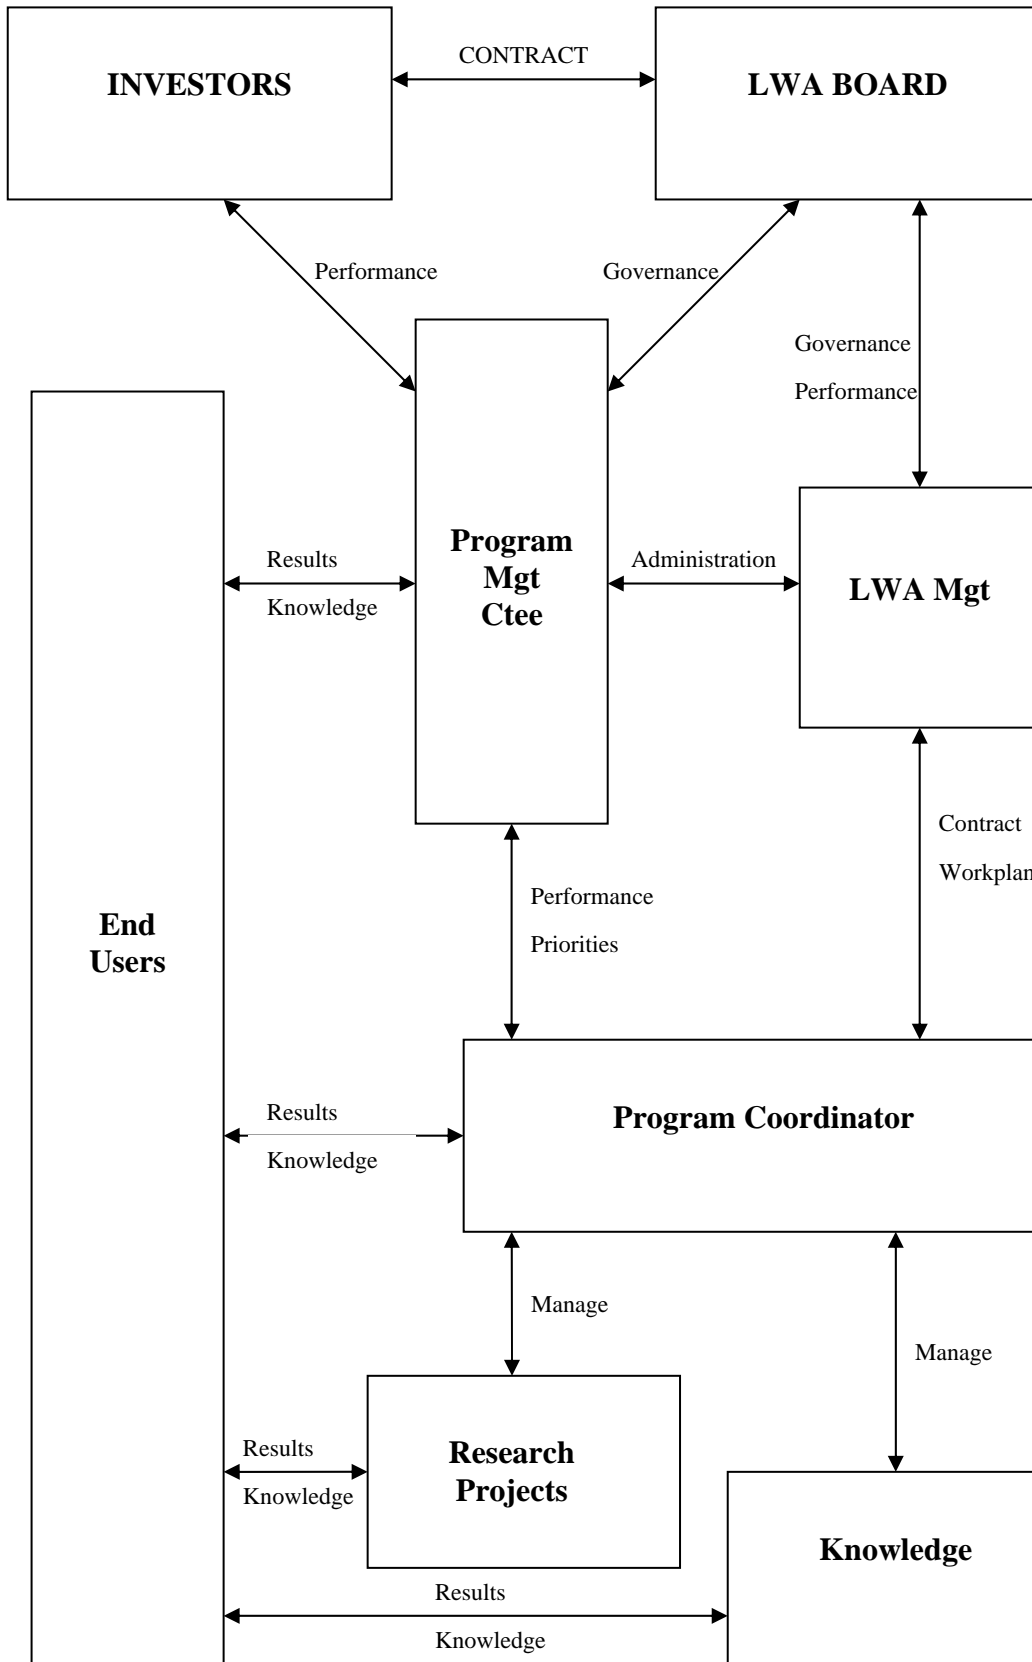 CONTRACT
INVESTORS
LWA BOARD
Performance
Governance
Governance
Performance
Program
Mgt
Ctee
Results
Knowledge
Administration
LWA Mgt
Contract
Workplan
Performance
Priorities
End
Users
Results
Knowledge
Program Coordinator
Manage
Manage
Research
Projects
Results
Knowledge
Knowledge
Results
Knowledge